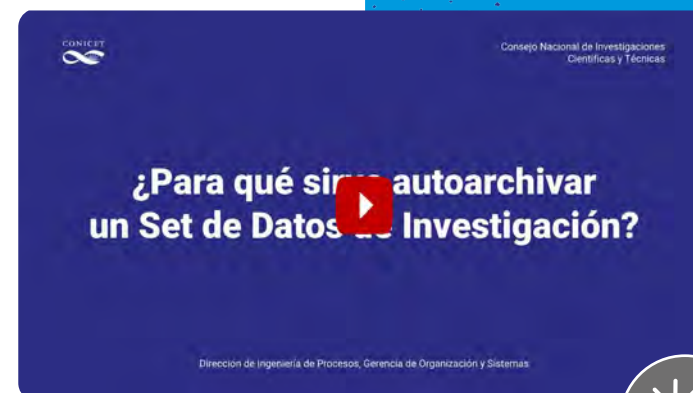 CONICET
Consejo Nacional de Investigaciones
Científicas y Técnicas
¿Para qué autoarchivar
un Set de Datos Investigación?
Dirección de Ingeniería de Procesos, Gerencia de Organización y Sistemas